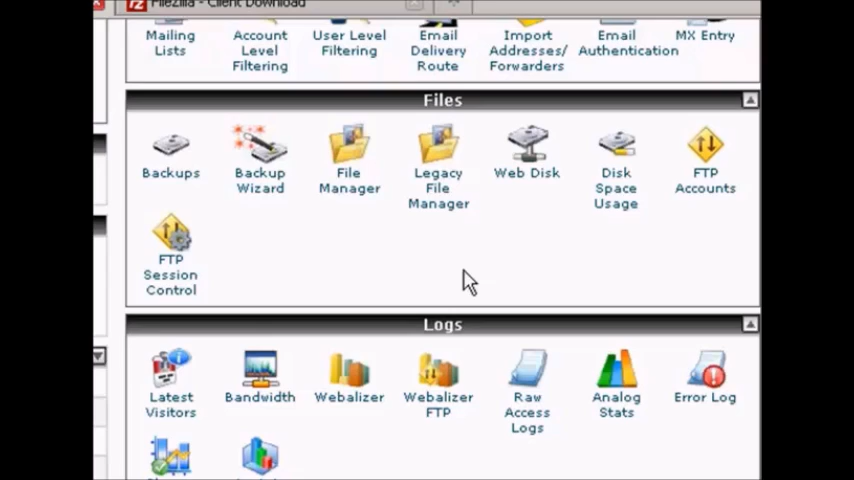 FileZilla - Client Download
Mailing Lists
Account Level Filtering
User Level Filtering
Email Delivery Route
Import Addresses/ Forwarders
Email Authentication
MX Entry
Files
Backups
Backup Wizard
File Manager
Legacy File Manager
Web Disk
Disk Space Usage
FTP Accounts
FTP Session Control
Logs
Latest Visitors
Bandwidth
Webalizer
Webalizer FTP
Raw Access Logs
Analog Stats
Error Log